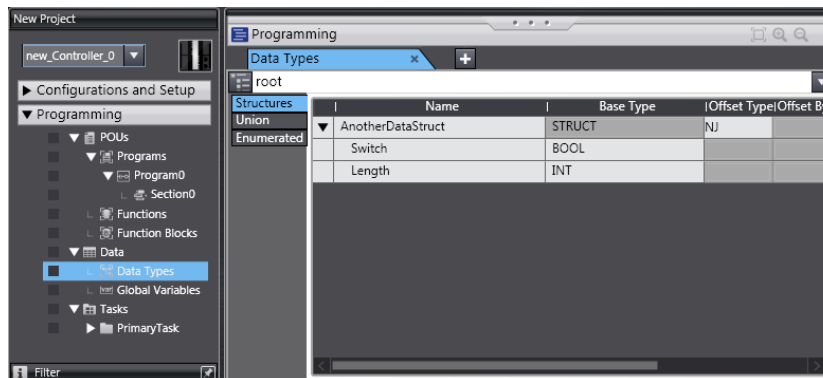 New Project
new_Controller_0
Configurations and Setup
Programming
POUs
Programs
Program0
Section0
Functions
Function Blocks
Data
Data Types
Global Variables
Tasks
PrimaryTask
Filter
Programming
Data Types
root
Structures
Union
Enumerated
Name Base Type Offset Type Offset By
AnotherDataStruct STRUCT NJ
Switch BOOL
Length INT